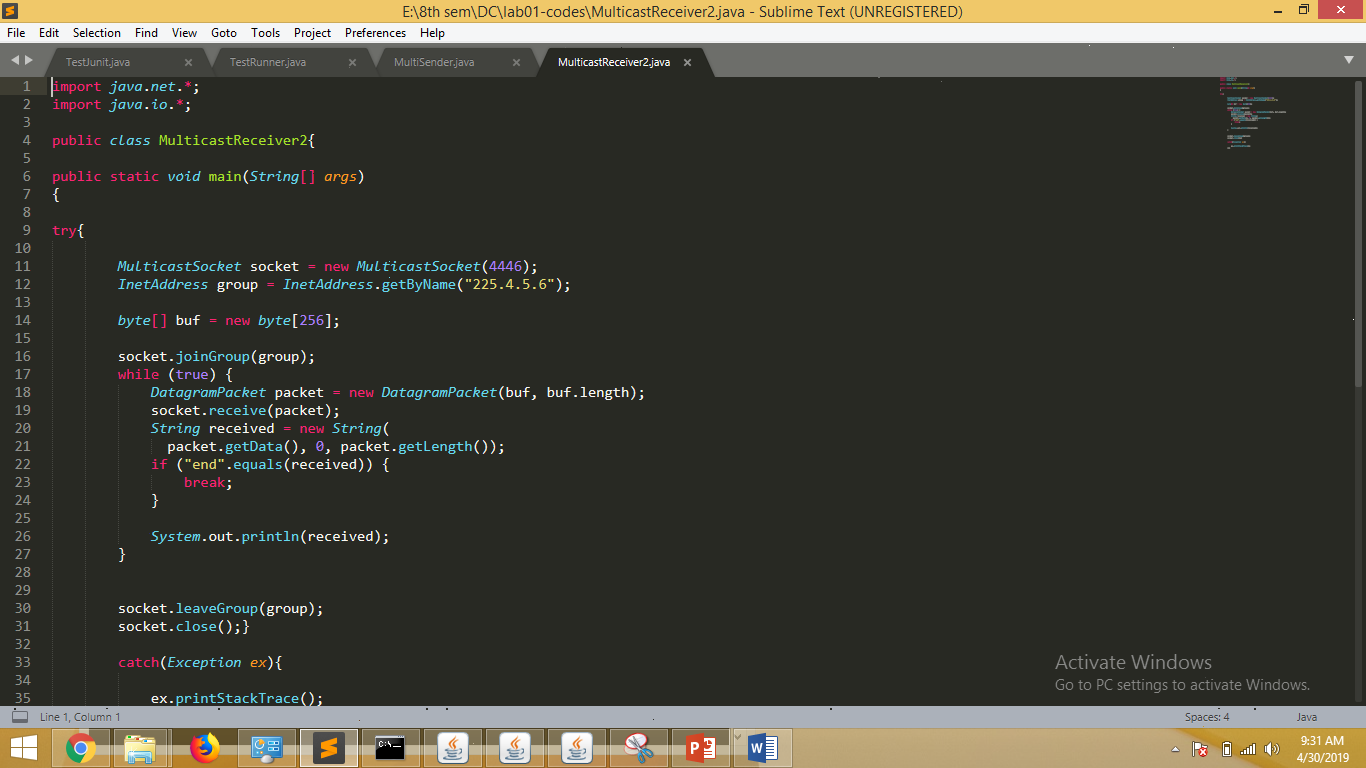 E:\8th sem\DC\lab01-codes\MulticastReceiver2.java - Sublime Text (UNREGISTERED)
File Edit Selection Find View Goto Tools Project Preferences Help
TestJunit.java TestRunner.java MultiSender.java MulticastReceiver2.java
1 import java.net.*;
2 import java.io.*;
3
4 public class MulticastReceiver2{
5
6 public static void main(String[] args)
7 {
8
9 try{
10
11 MulticastSocket socket = new MulticastSocket(4446);
12 InetAddress group = InetAddress.getByName("225.4.5.6");
13
14 byte[] buf = new byte[256];
15
16 socket.joinGroup(group);
17 while (true) {
18 DatagramPacket packet = new DatagramPacket(buf, buf.length);
19 socket.receive(packet);
20 String received = new String(
21 packet.getData(), 0, packet.getLength());
22 if ("end".equals(received)) {
23 break;
24 }
25
26 System.out.println(received);
27 }
28
29
30 socket.leaveGroup(group);
31 socket.close();}
32
33 catch(Exception ex){
34
35 ex.printStackTrace();
Activate Windows
Go to PC settings to activate Windows.
Line 1, Column 1 Spaces: 4 Java
9:31 AM
4/30/2019